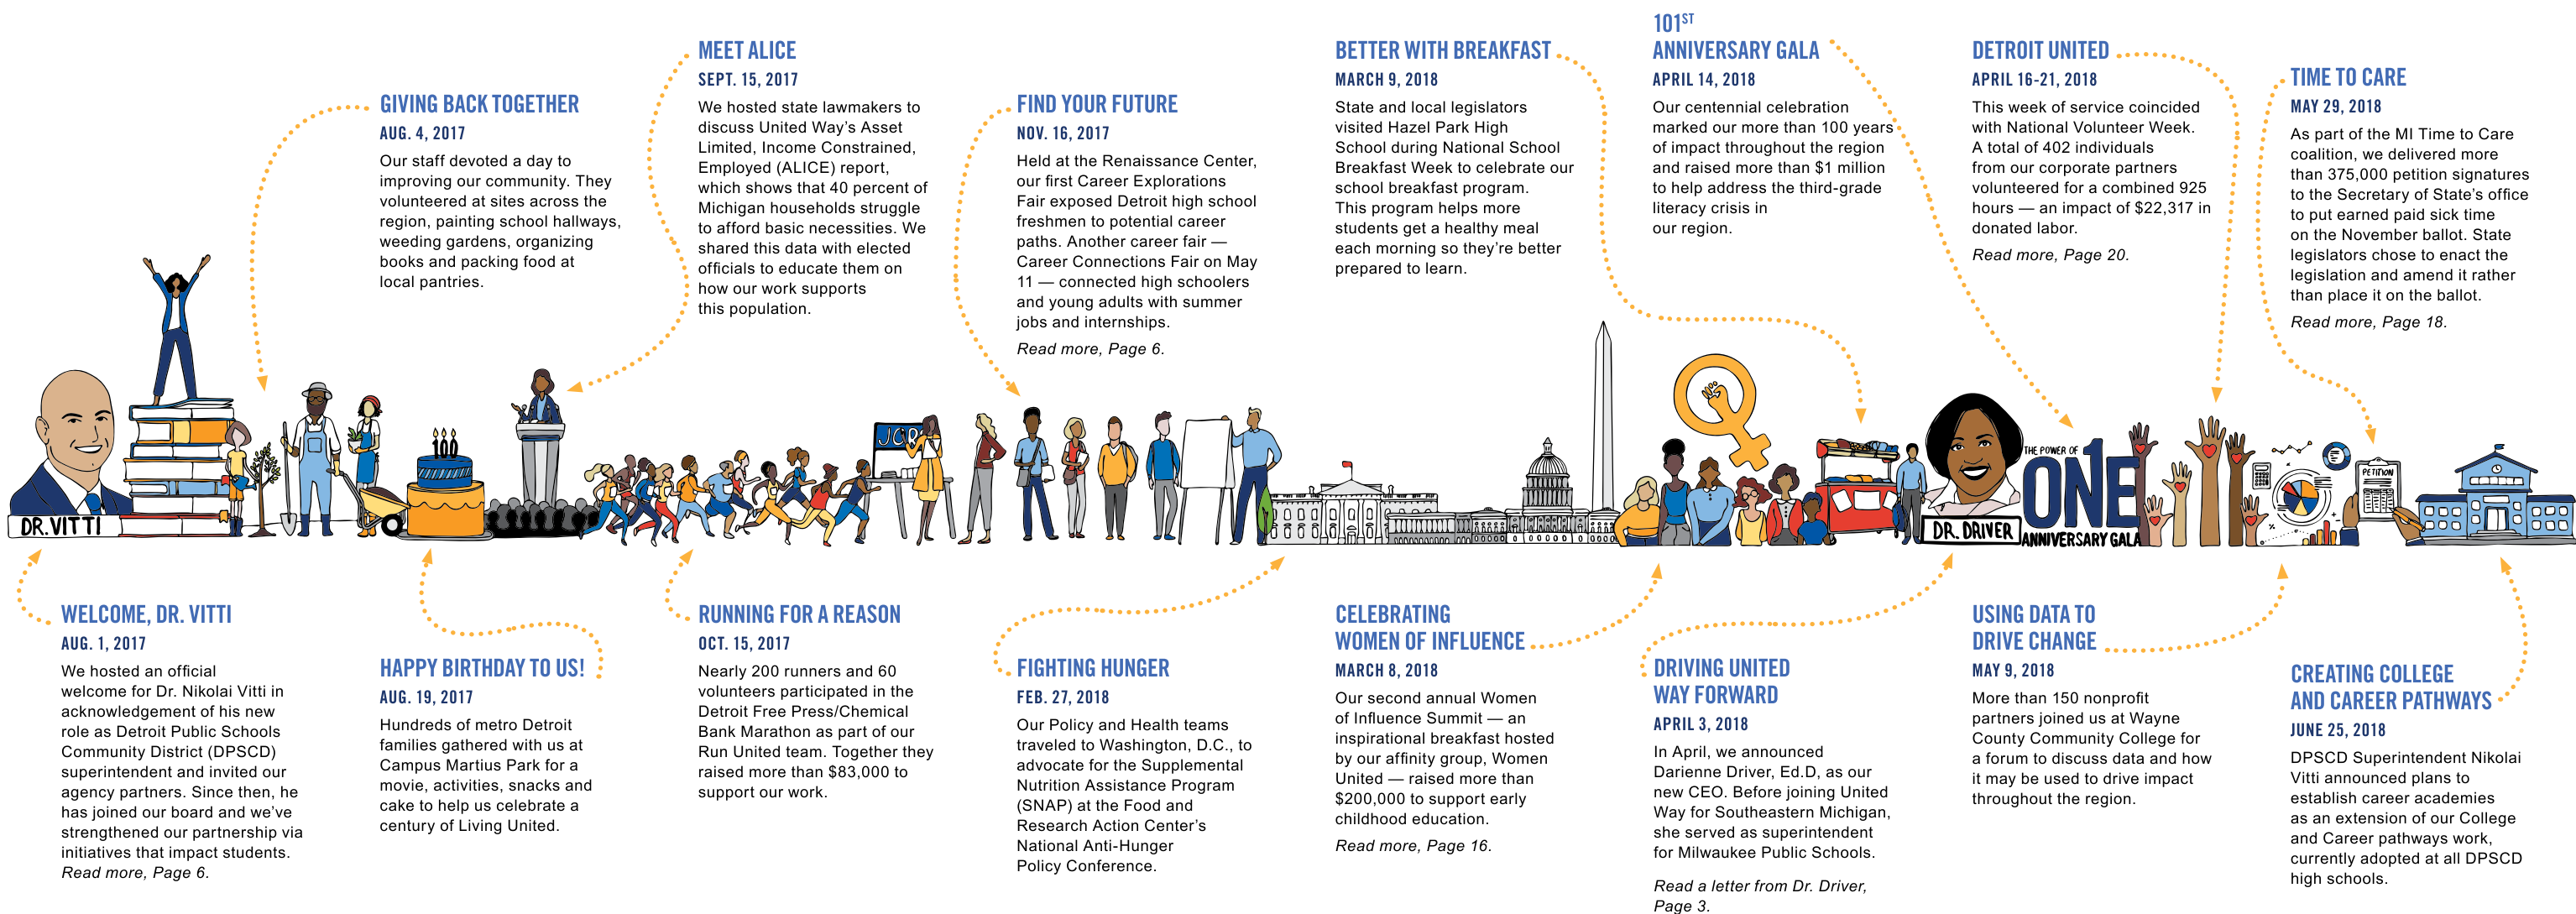 WELCOME, DR. VITTI
AUG. 1, 2017
We hosted an official
welcome for Dr. Nikolai Vitti in
acknowledgement of his new
role as Detroit Public Schools
Community District (DPSCD)
superintendent and invited our
agency partners. Since then, he
has joined our board and we’ve
strengthened our partnership via
initiatives that impact students.
Read more, Page 6.
GIVING BACK TOGETHER
AUG. 4, 2017
Our staff devoted a day to
improving our community. They
volunteered at sites across the
region, painting school hallways,
weeding gardens, organizing
books and packing food at
local pantries.
HAPPY BIRTHDAY TO US!
AUG. 19, 2017
Hundreds of metro Detroit
families gathered with us at
Campus Martius Park for a
movie, activities, snacks and
cake to help us celebrate a
century of Living United.
MEET ALICE
SEPT. 15, 2017
We hosted state lawmakers to
discuss United Way’s Asset
Limited, Income Constrained,
Employed (ALICE) report,
which shows that 40 percent of
Michigan households struggle
to afford basic necessities. We
shared this data with elected
officials to educate them on
how our work supports
this population.
RUNNING FOR A REASON
OCT. 15, 2017
Nearly 200 runners and 60
volunteers participated in the
Detroit Free Press/Chemical
Bank Marathon as part of our
Run United team. Together they
raised more than $83,000 to
support our work.
FIND YOUR FUTURE
NOV. 16, 2017
Held at the Renaissance Center,
our first Career Explorations
Fair exposed Detroit high school
freshmen to potential career
paths. Another career fair —
Career Connections Fair on May
11 — connected high schoolers
and young adults with summer
jobs and internships.
Read more, Page 6.
FIGHTING HUNGER
FEB. 27, 2018
Our Policy and Health teams
traveled to Washington, D.C., to
advocate for the Supplemental
Nutrition Assistance Program
(SNAP) at the Food and
Research Action Center’s
National Anti-Hunger
Policy Conference.
CELEBRATING
WOMEN OF INFLUENCE
MARCH 8, 2018
Our second annual Women
of Influence Summit — an
inspirational breakfast hosted
by our affinity group, Women
United — raised more than
$200,000 to support early
childhood education.
Read more, Page 16.
BETTER WITH BREAKFAST
MARCH 9, 2018
State and local legislators
visited Hazel Park High
School during National School
Breakfast Week to celebrate our
school breakfast program.
This program helps more
students get a healthy meal
each morning so they’re better
prepared to learn.
DRIVING UNITED
WAY FORWARD
APRIL 3, 2018
In April, we announced
Darienne Driver, Ed.D, as our
new CEO. Before joining United
Way for Southeastern Michigan,
she served as superintendent
for Milwaukee Public Schools.
Read a letter from Dr. Driver,
Page 3.
101ST
ANNIVERSARY GALA
APRIL 14, 2018
Our centennial celebration
marked our more than 100 years
of impact throughout the region
and raised more than $1 million
to help address the third-grade
literacy crisis in
our region.
DETROIT UNITED
APRIL 16-21, 2018
This week of service coincided
with National Volunteer Week.
A total of 402 individuals
from our corporate partners
volunteered for a combined 925
hours — an impact of $22,317 in
donated labor.
Read more, Page 20.
USING DATA TO
DRIVE CHANGE
MAY 9, 2018
More than 150 nonprofit
partners joined us at Wayne
County Community College for
a forum to discuss data and how
it may be used to drive impact
throughout the region.
TIME TO CARE
MAY 29, 2018
As part of the MI Time to Care
coalition, we delivered more
than 375,000 petition signatures
to the Secretary of State’s office
to put earned paid sick time
on the November ballot. State
legislators chose to enact the
legislation and amend it rather
than place it on the ballot.
Read more, Page 18.
CREATING COLLEGE
AND CAREER PATHWAYS
JUNE 25, 2018
DPSCD Superintendent Nikolai
Vitti announced plans to
establish career academies
as an extension of our College
and Career pathways work,
currently adopted at all DPSCD
high schools.
DR. VITTI
100
DR. DRIVER
THE POWER OF
ONE
ANNIVERSARY GALA
PETITION